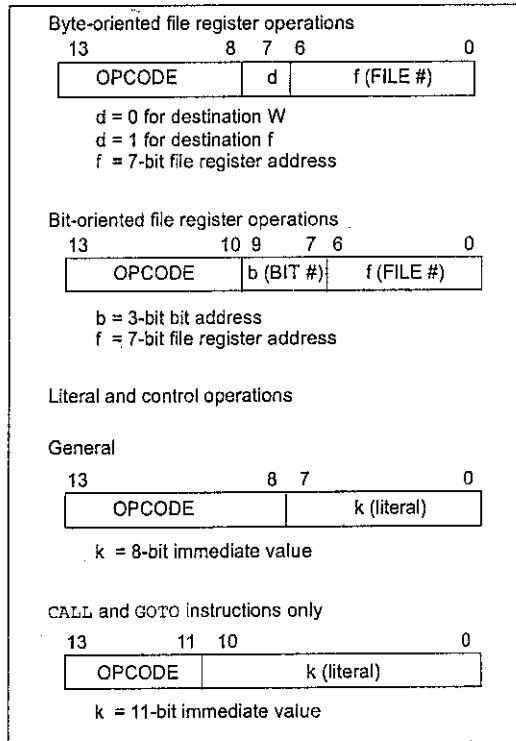 Byte-oriented file register operations
13 8 7 6 0
OPCODE d f (FILE #)
d = 0 for destination W
d = 1 for destination f
f = 7-bit file register address
Bit-oriented file register operations
13 10 9 7 6 0
OPCODE b (BIT #) f (FILE #)
b = 3-bit bit address
f = 7-bit file register address
Literal and control operations
General
13 8 7 0
OPCODE k (literal)
k = 8-bit immediate value
CALL and GOTO instructions only
13 11 10 0
OPCODE k (literal)
k = 11-bit immediate value